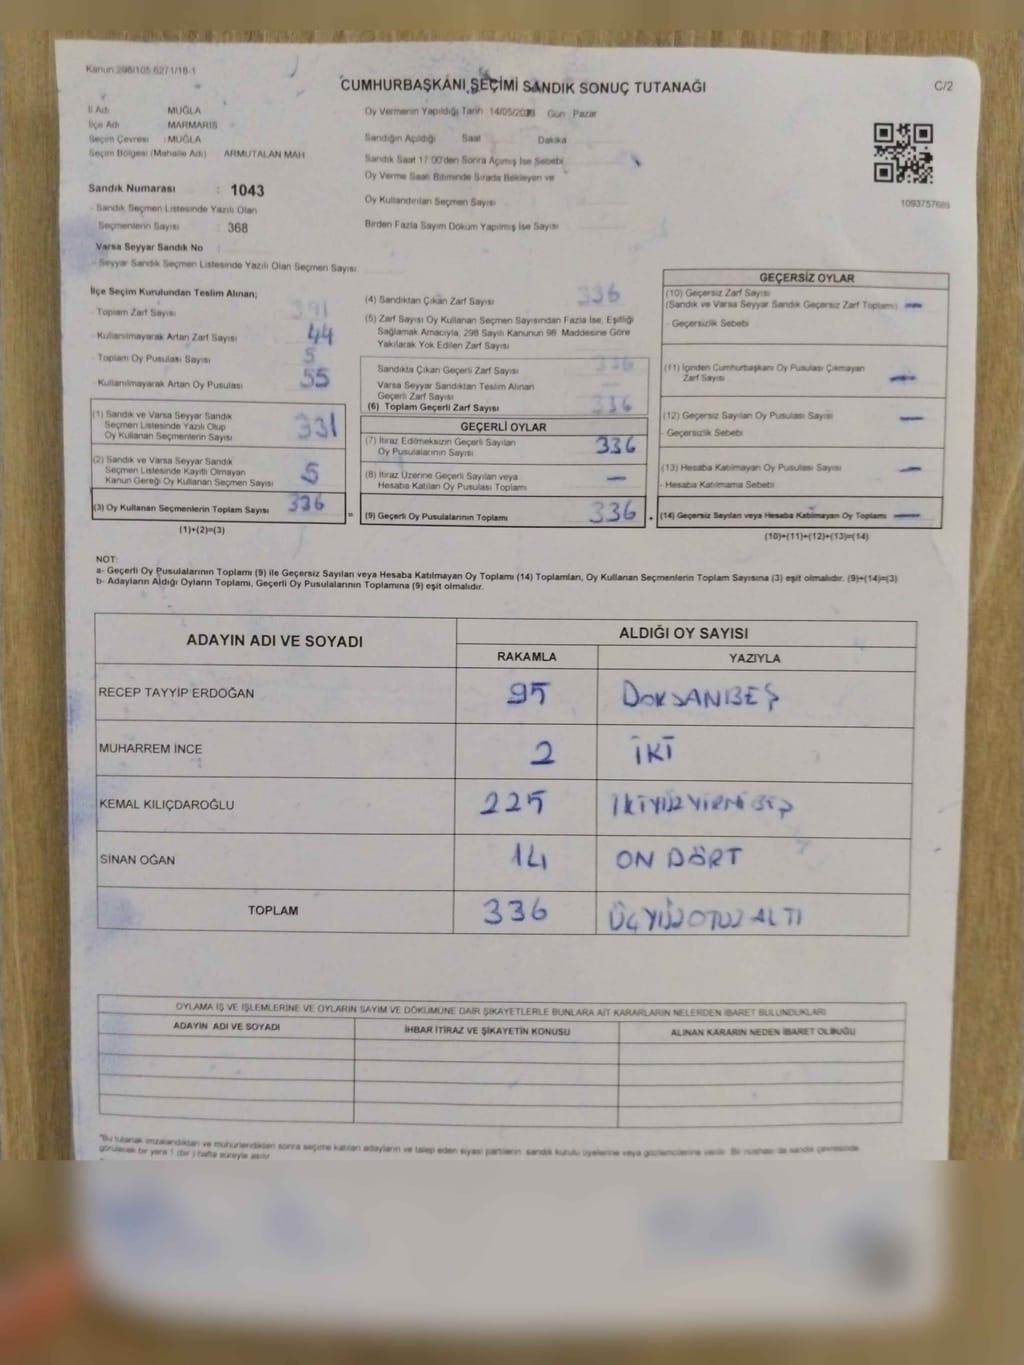 Kanun 298/105 6271/18-1
CUMHURBAŞKANI SEÇİMİ SANDIK SONUÇ TUTANAĞI
C/2
İl Adı MUĞLA
İlçe Adı MARMARİS
Seçim Çevresi : MUĞLA
Seçim Bölgesi (Mahalle Adı) ARMUTALAN MAH
Oy Vermenin Yapıldığı Tarih 14/05/2023 Gün Pazar
Sandığın Açıldığı Saat Dakika
Sandık Saat 17.00'den Sonra Açımış İse Sebebi
Oy Verme Saati Bitiminde Sırada Bekleyen ve
Oy Kullandırılan Seçmen Sayısı
Birden Fazla Sayım Döküm Yapılmış İse Sayısı
1093757689
Sandık Numarası : 1043
- Sandık Seçmen Listesinde Yazılı Olan
Seçmenlerin Sayısı : 368
Varsa Seyyar Sandık No
- Seyyar Sandık Seçmen Listesinde Yazılı Olan Seçmen Sayısı
İlçe Seçim Kurulundan Teslim Alınan;
- Toplam Zarf Sayısı 391
- Kullanılmayarak Artan Zarf Sayısı 44
- Toplam Oy Pusulası Sayısı
- Kullanılmayarak Artan Oy Pusulası 55
(1) Sandık ve Varsa Seyyar Sandık
Seçmen Listesinde Yazılı Olup
Oy Kullanan Seçmenlerin Sayısı 331
(2) Sandık ve Varsa Seyyar Sandık
Seçmen Listesinde Kayıtlı Olmayan
Kanun Gereği Oy Kullanan Seçmen Sayısı 5
(3) Oy Kullanan Seçmenlerin Toplam Sayısı 336
(1)+(2)=(3)
(4) Sandıktan Çıkan Zarf Sayısı 336
(5) Zarf Sayısı Oy Kullanan Seçmen Sayısından Fazla İse, Eşitliği
Sağlamak Amacıyla, 298 Sayılı Kanunun 98. Maddesine Göre
Yakılarak Yok Edilen Zarf Sayısı
Sandıkta Çıkan Geçerli Zarf Sayısı 336
Varsa Seyyar Sandıktan Teslim Alınan
Geçerli Zarf Sayısı —
(6) Toplam Geçerli Zarf Sayısı 336
GEÇERLİ OYLAR
(7) İtiraz Edilmeksizin Geçerli Sayılan
Oy Pusulalarının Sayısı 336
(8) İtiraz Üzerine Geçerli Sayılan veya
Hesaba Katılan Oy Pusulası Toplamı —
= (9) Geçerli Oy Pusulalarının Toplamı 336 +
GEÇERSİZ OYLAR
(10) Geçersiz Zarf Sayısı
(Sandık ve Varsa Seyyar Sandık Geçersiz Zarf Toplamı) —
- Geçersizlik Sebebi
(11) İçinden Cumhurbaşkanı Oy Pusulası Çıkmayan
Zarf Sayısı —
(12) Geçersiz Sayılan Oy Pusulası Sayısı —
- Geçersizlik Sebebi
(13) Hesaba Katılmayan Oy Pusulası Sayısı —
- Hesaba Katılmama Sebebi
(14) Geçersiz Sayılan veya Hesaba Katılmayan Oy Toplamı —
(10)+(11)+(12)+(13)=(14)
NOT:
a- Geçerli Oy Pusulalarının Toplamı (9) ile Geçersiz Sayılan veya Hesaba Katılmayan Oy Toplamı (14) Toplamları, Oy Kullanan Seçmenlerin Toplam Sayısına (3) eşit olmalıdır. (9)+(14)=(3)
b- Adayların Aldığı Oyların Toplamı, Geçerli Oy Pusulalarının Toplamına (9) eşit olmalıdır.
ADAYIN ADI VE SOYADI ALDIĞI OY SAYISI
RAKAMLA YAZIYLA
RECEP TAYYİP ERDOĞAN 95 DOKSANBEŞ
MUHARREM İNCE 2 İKİ
KEMAL KILIÇDAROĞLU 225 İKİYÜZYİRMİ BEŞ
SİNAN OĞAN 14 ON DÖRT
TOPLAM 336 ÜÇYÜZOTUZ ALTI
OYLAMA İŞ VE İŞLEMLERİNE VE OYLARIN SAYIM VE DÖKÜMÜNE DAİR ŞİKAYETLERLE BUNLARA AİT KARARLARIN NELERDEN İBARET BULUNDUKLARI
ADAYIN ADI VE SOYADI İHBAR İTİRAZ VE ŞİKAYETİN KONUSU ALINAN KARARIN NEDEN İBARET OLDUĞU
*Bu tutanak imzalandıktan ve mühürlendikten sonra seçime katılan adayların ve talep eden siyasi partilerin sandık kurulu üyelerine veya gözlemcilerine verilir. Bir nüshası da sandık çevresinde
görülecek bir yere 1 (bir) hafta süreyle asılır.